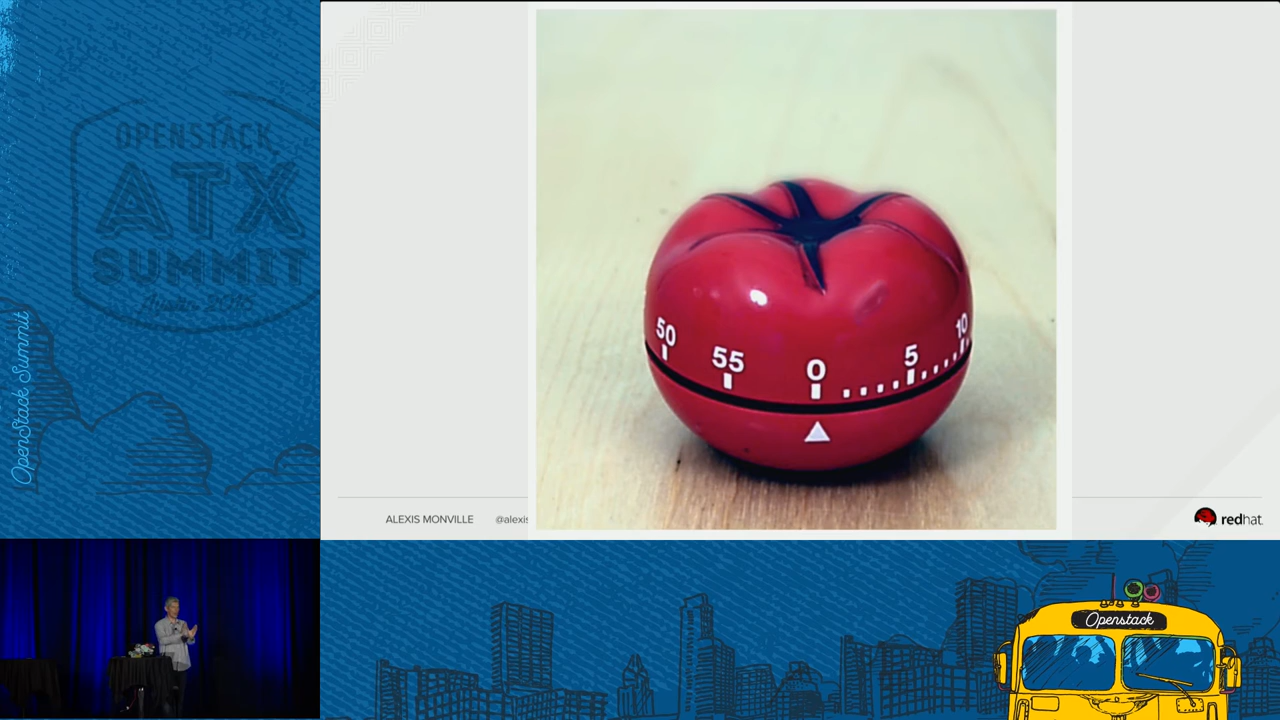 OPENSTACK
ATX
SUMMIT
Austin 2016
OpenStack Summit
50
55
0
5
10
ALEXIS MONVILLE
@alexis
redhat.
Openstack